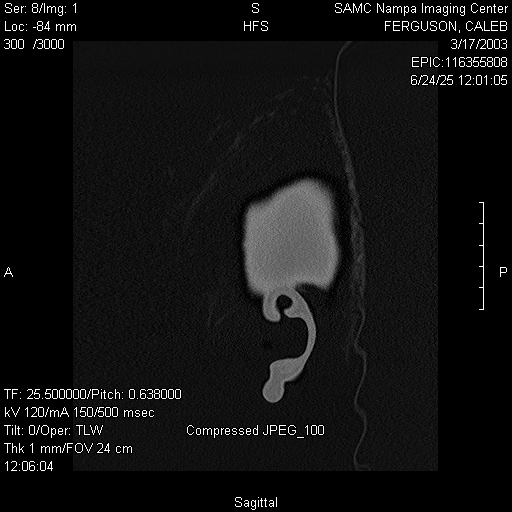 Ser: 8/Img: 1
Loc: -84 mm
300 /3000
S
HFS
SAMC Nampa Imaging Center
FERGUSON, CALEB
3/17/2003
EPIC:116355808
6/24/25 12:01:05
A
P
TF: 25.500000/Pitch: 0.638000
kV 120/mA 150/500 msec
Tilt: 0/Oper: TLW
Thk 1 mm/FOV 24 cm
12:06:04
Compressed JPEG_100
Sagittal